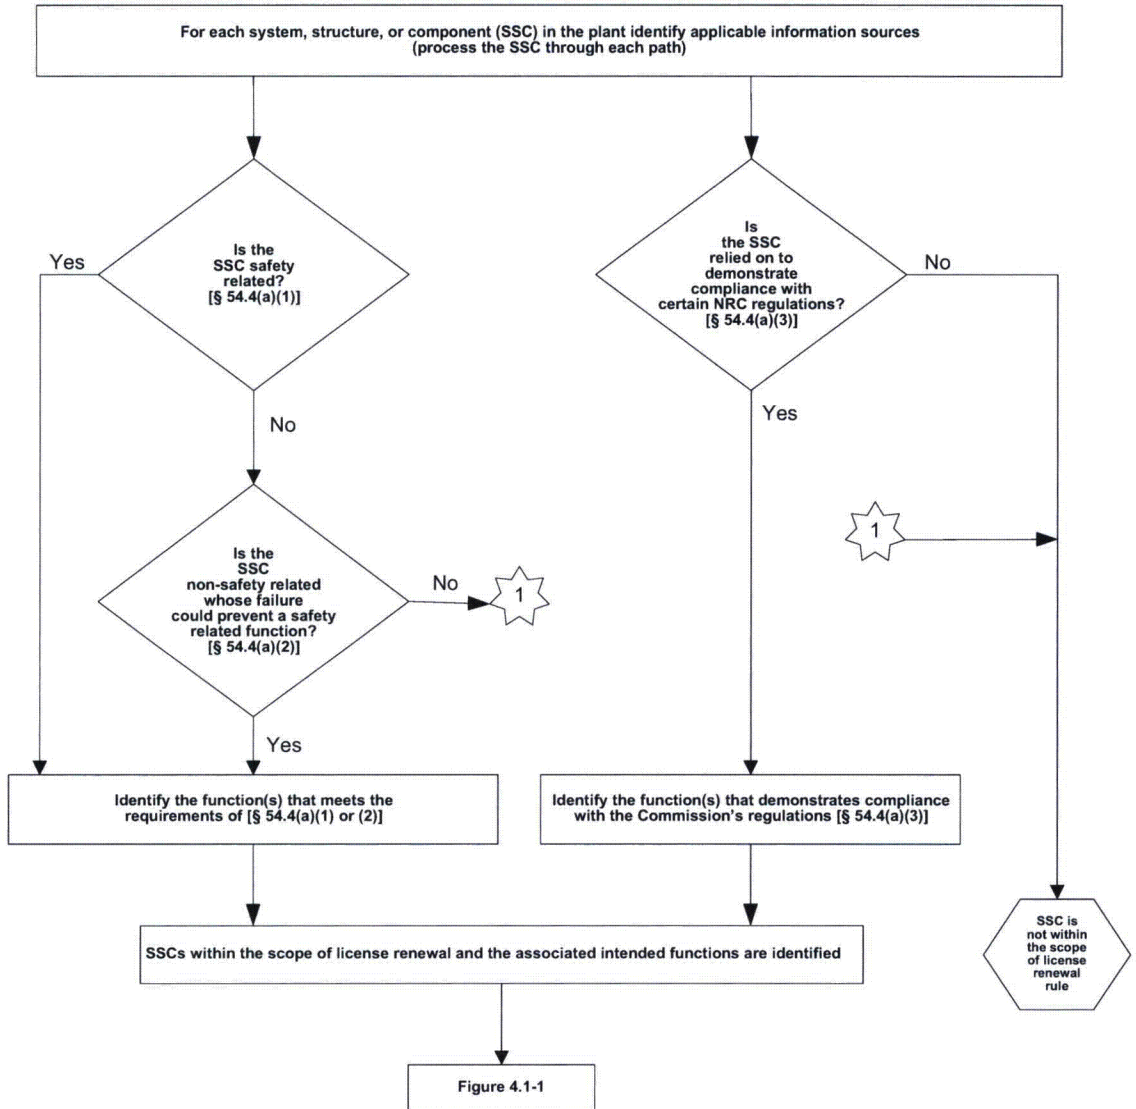 For each system, structure, or component (SSC) in the plant identify applicable information sources
(process the SSC through each path)
Is the
SSC safety
related?
[§ 54.4(a)(1)]
Yes
No
Is
the SSC
relied on to
demonstrate
compliance with
certain NRC regulations?
[§ 54.4(a)(3)]
No
Yes
Is the
SSC
non-safety related
whose failure
could prevent a safety
related function?
[§ 54.4(a)(2)]
No
1
Yes
1
Identify the function(s) that meets the
requirements of [§ 54.4(a)(1) or (2)]
Identify the function(s) that demonstrates compliance
with the Commission's regulations [§ 54.4(a)(3)]
SSCs within the scope of license renewal and the associated intended functions are identified
SSC is
not within
the scope
of license
renewal
rule
Figure 4.1-1